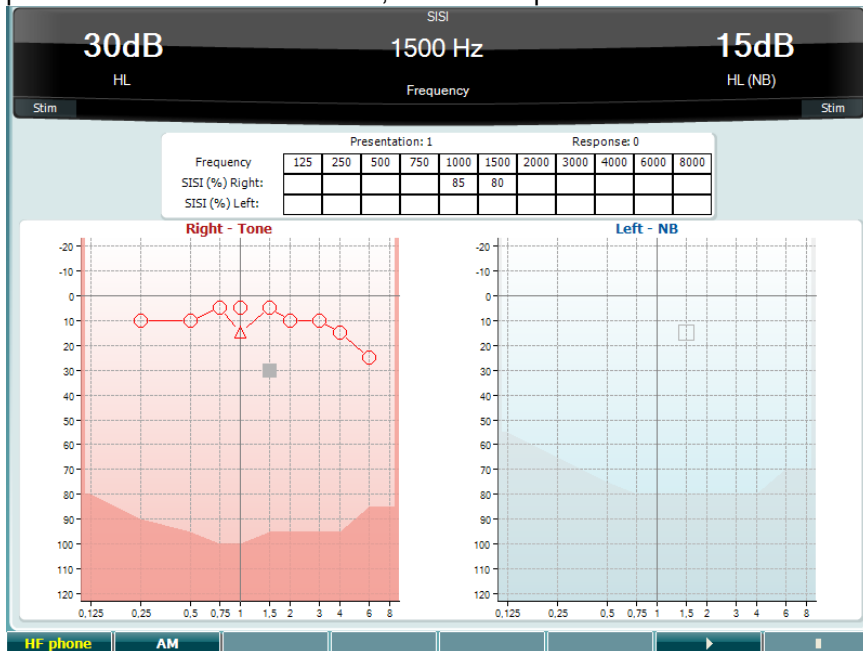 SISI
30dB 1500 Hz 15dB
HL Frequency HL (NB)
Stim Stim
Presentation: 1 Response: 0
Frequency 125 250 500 750 1000 1500 2000 3000 4000 6000 8000
SISI (%) Right: 85 80
SISI (%) Left:
Right - Tone Left - NB
-20 -20
-10 -10
0 0
10 10
20 20
30 30
40 40
50 50
60 60
70 70
80 80
90 90
100 100
110 110
120 120
0,125 0,25 0,5 0,75 1 1,5 2 3 4 6 8 0,125 0,25 0,5 0,75 1 1,5 2 3 4 6 8
HF phone AM